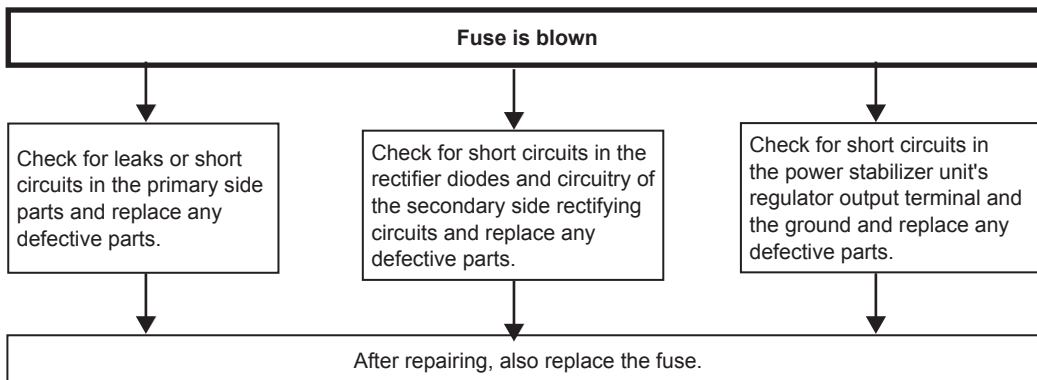 Fuse is blown
Check for leaks or short
circuits in the primary side
parts and replace any
defective parts.
Check for short circuits in the
rectifier diodes and circuitry of
the secondary side rectifying
circuits and replace any
defective parts.
Check for short circuits in
the power stabilizer unit's
regulator output terminal and
the ground and replace any
defective parts.
After repairing, also replace the fuse.